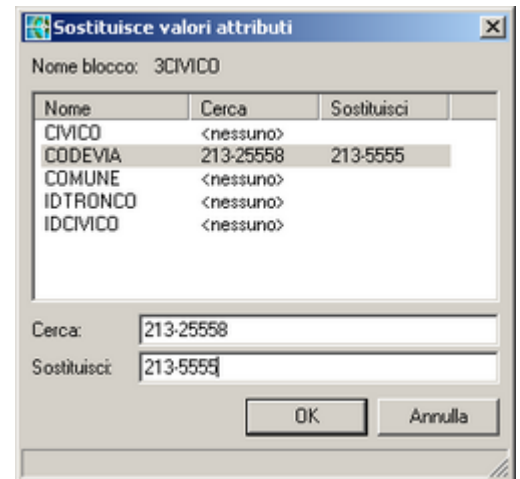 Sostituisce valori attributi
Nome blocco: 3CIVICO
Nome Cerca Sostituisci
CIVICO <nessuno>
CODEVIA 213-25558 213-5555
COMUNE <nessuno>
IDTRONCO <nessuno>
IDCIVICO <nessuno>
Cerca: 213-25558
Sostituisci: 213-5555
OK Annulla